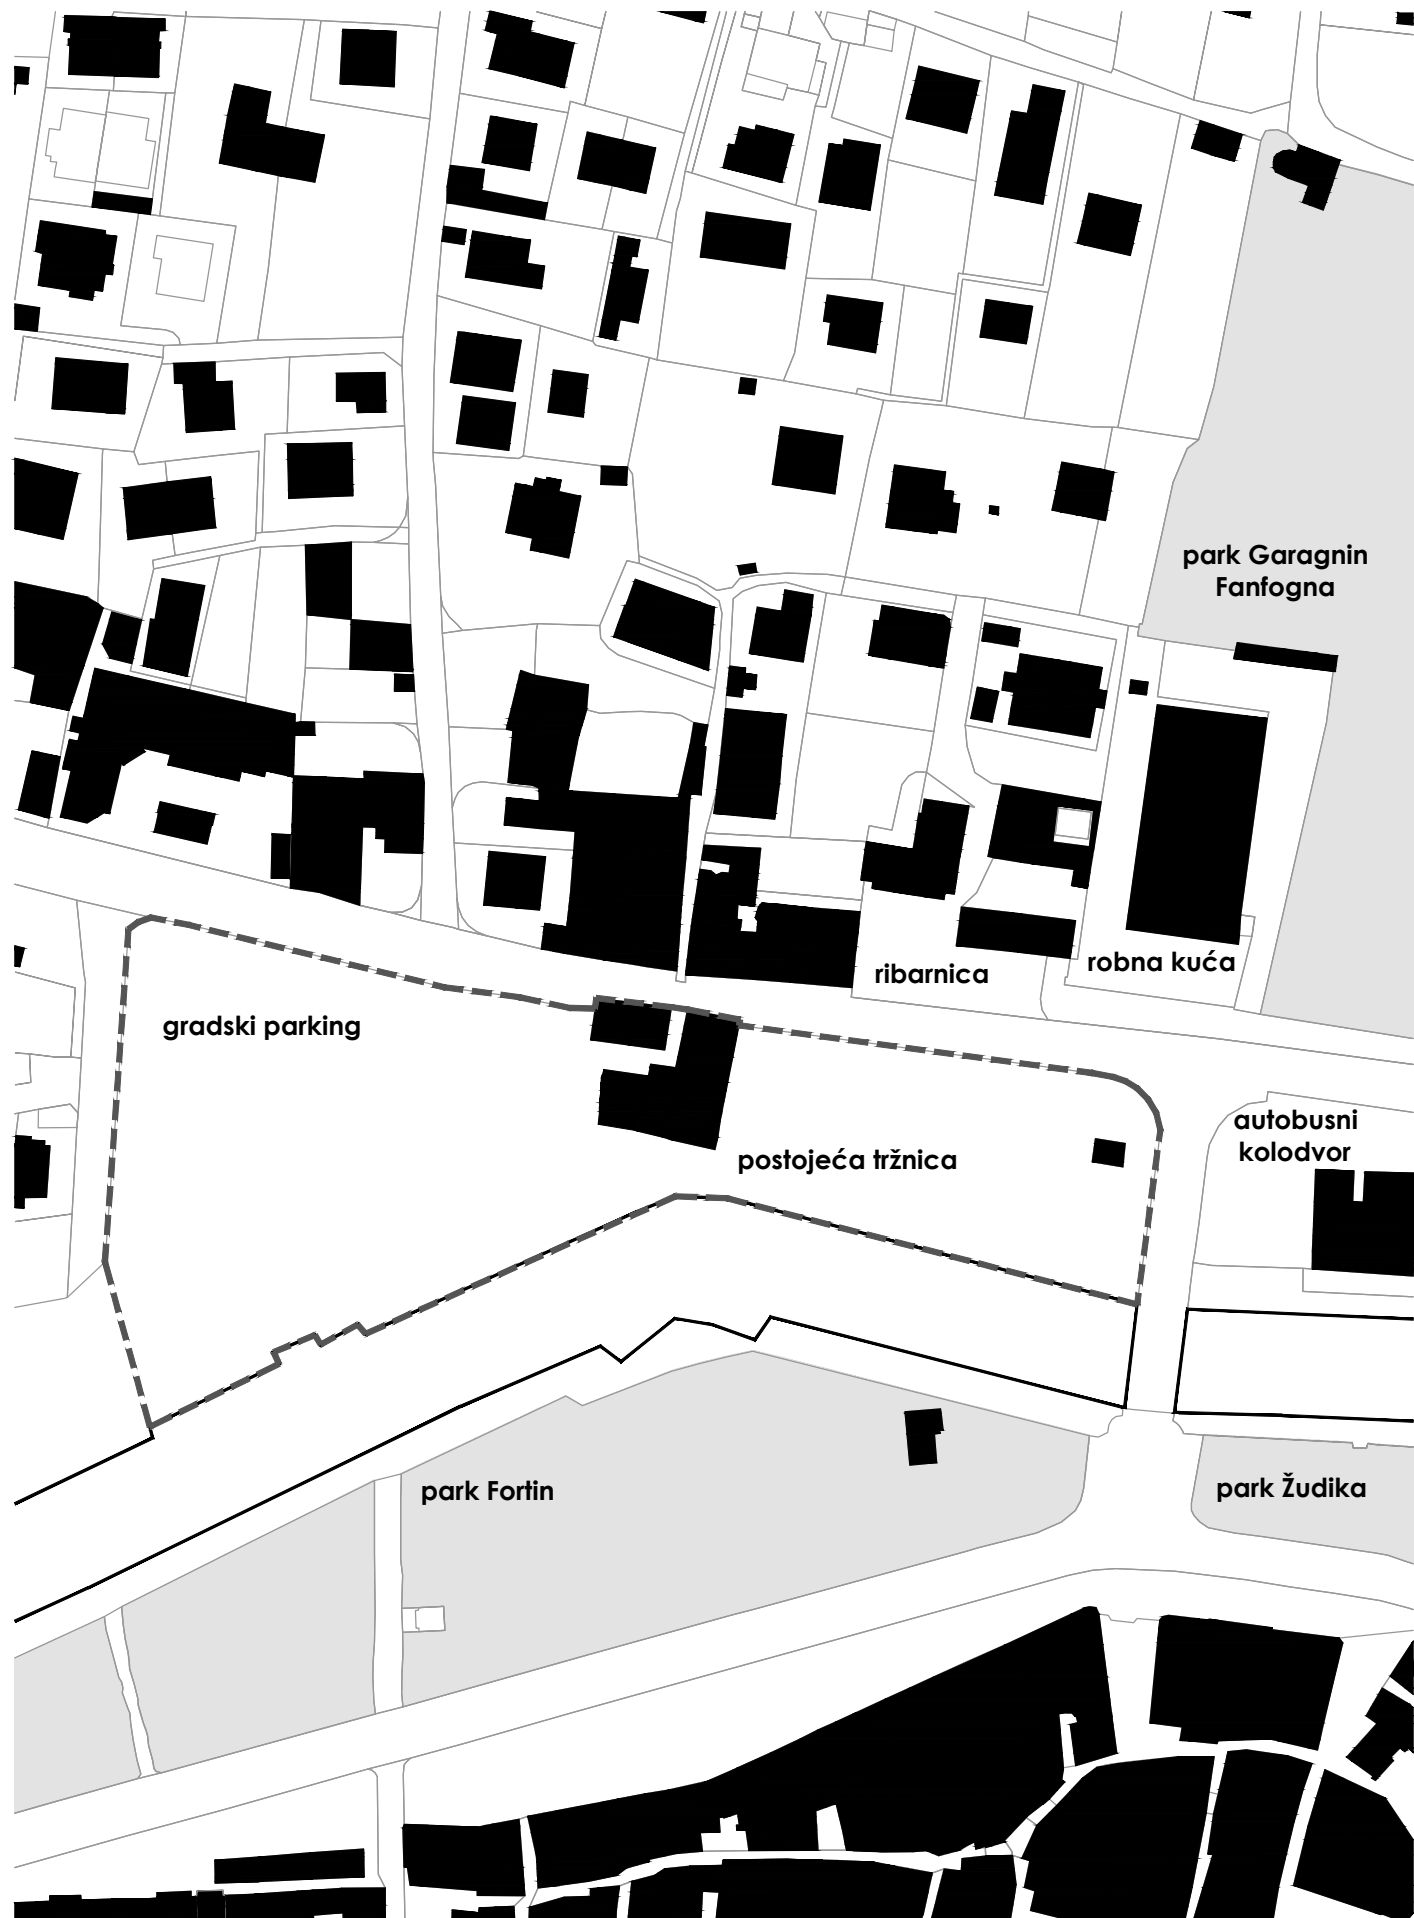 park Garagnin
Fanfogna
robna kuća
ribarnica
gradski parking
autobusni
kolodvor
postojeća tržnica
park Fortin
park Žudika